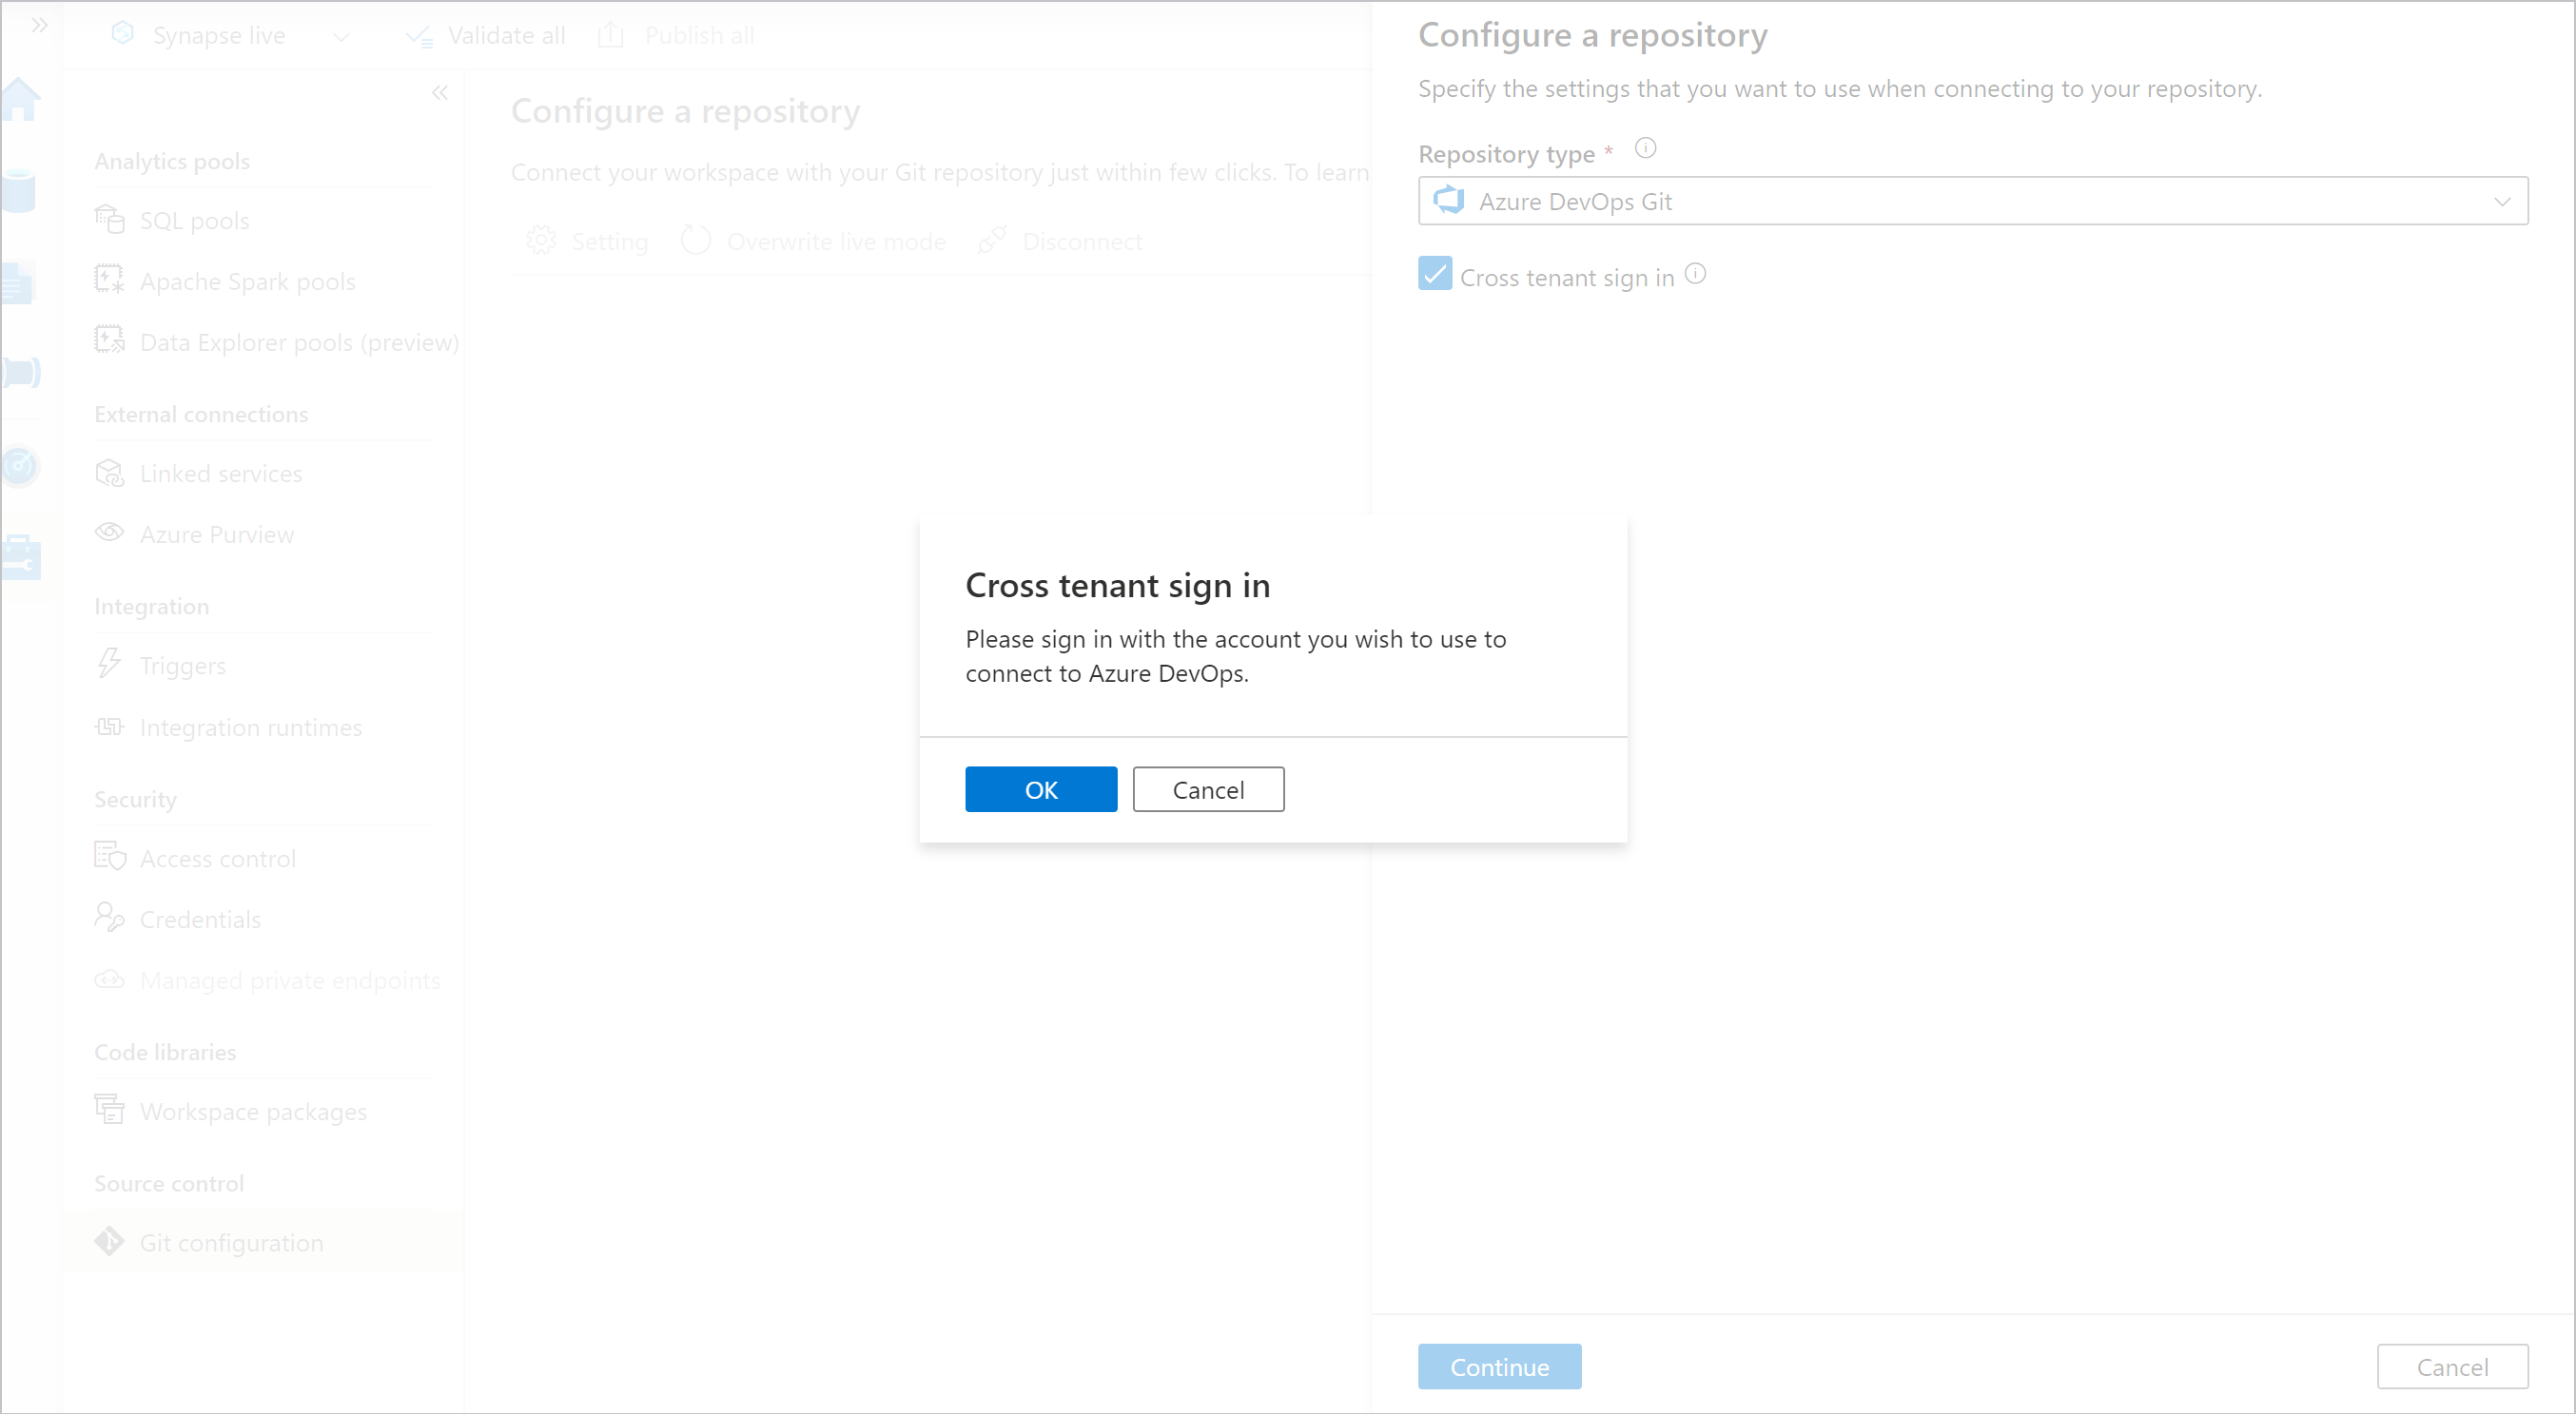 Synapse live
Validate all
Publish all
Analytics pools
SQL pools
Apache Spark pools
Data Explorer pools (preview)
External connections
Linked services
Azure Purview
Integration
Triggers
Integration runtimes
Security
Access control
Credentials
Managed private endpoints
Code libraries
Workspace packages
Source control
Git configuration
Configure a repository
Connect your workspace with your Git repository just within few clicks. To learn
Setting
Overwrite live mode
Disconnect
Configure a repository
Specify the settings that you want to use when connecting to your repository.
Repository type *
Azure DevOps Git
Cross tenant sign in
Cross tenant sign in
Please sign in with the account you wish to use to
connect to Azure DevOps.
OK
Cancel
Continue
Cancel